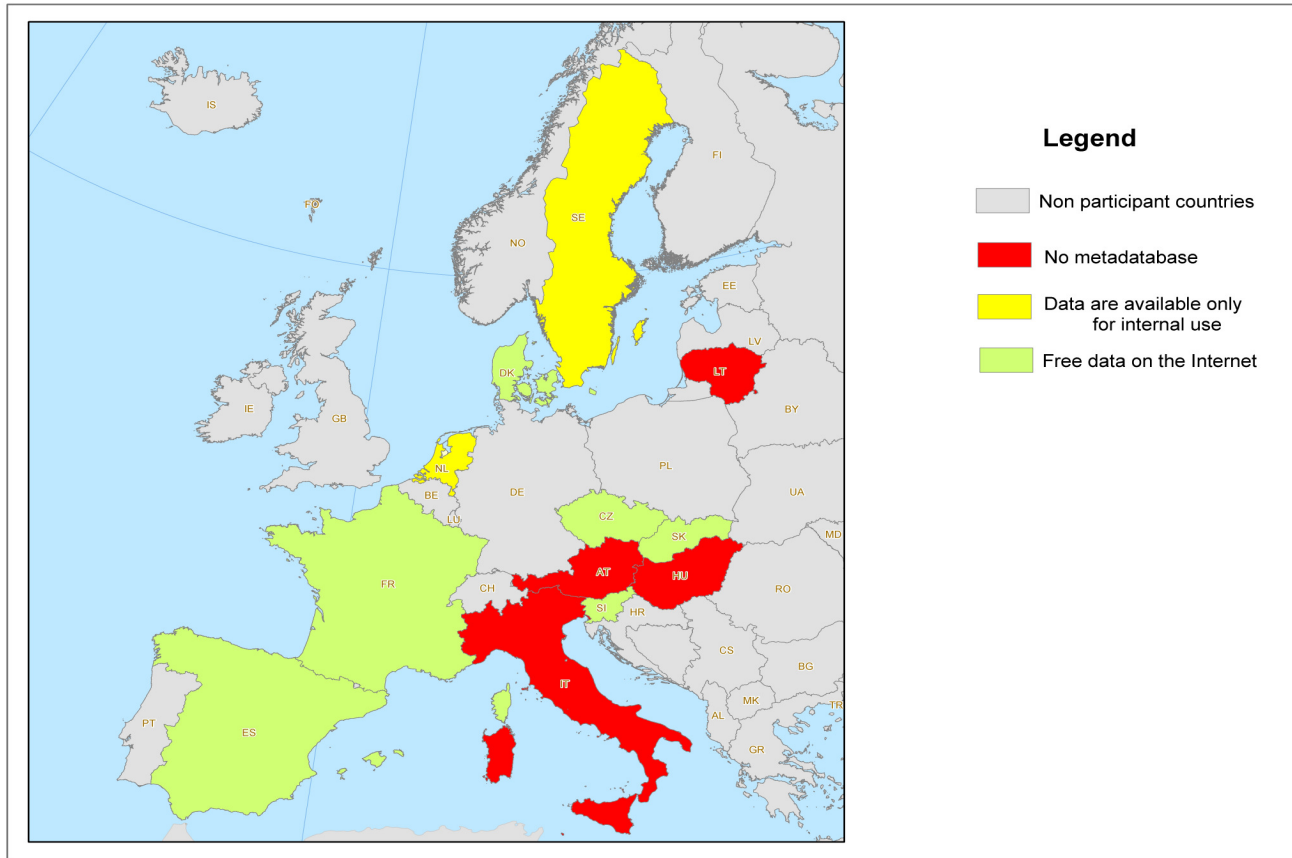 IS
FI
FO
SE
NO
EE
LV
DK
LT
IE
GB
BY
NL
PL
BE
DE
UA
LU
CZ
SK
MD
AT
HU
FR
CH
RO
SI
HR
CS
BG
IT
MK
PT
AL
TR
ES
GR
Legend
Non participant countries
No metadatabase
Data are available only
for internal use
Free data on the Internet